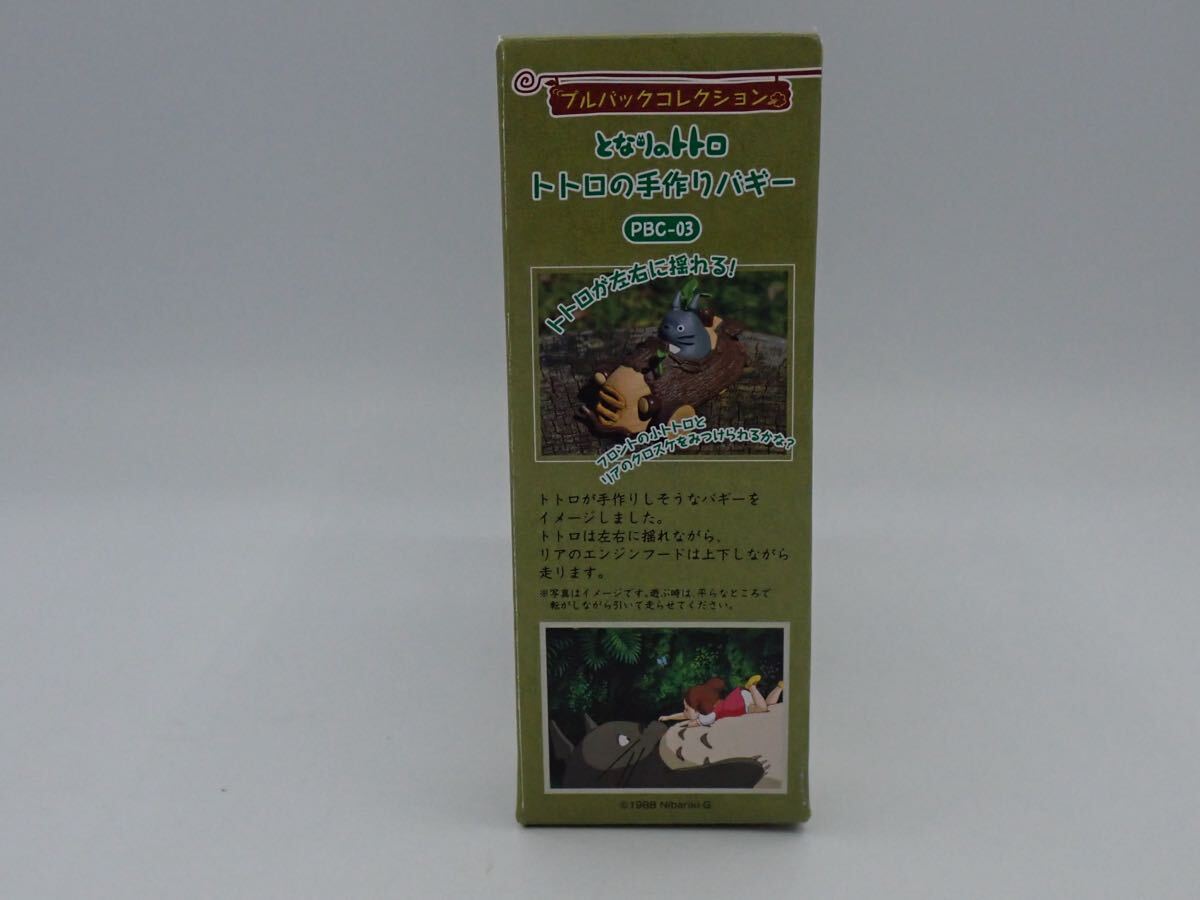 プルバックコレクション
となりのトトロ
トトロの手作りバギー
PBC-03
トトロが左右に揺れる!
フロントの小トトロと
リアのクロスケをみつけられるかな?
トトロが手作りしそうなバギーを
イメージしました。
トトロは左右に揺れながら、
リアのエンジンフードは上下しながら
走ります。
※写真はイメージです。遊ぶ時は、平らなところで
転がしながら引いて走らせてください。
©1988 Nibariki・G